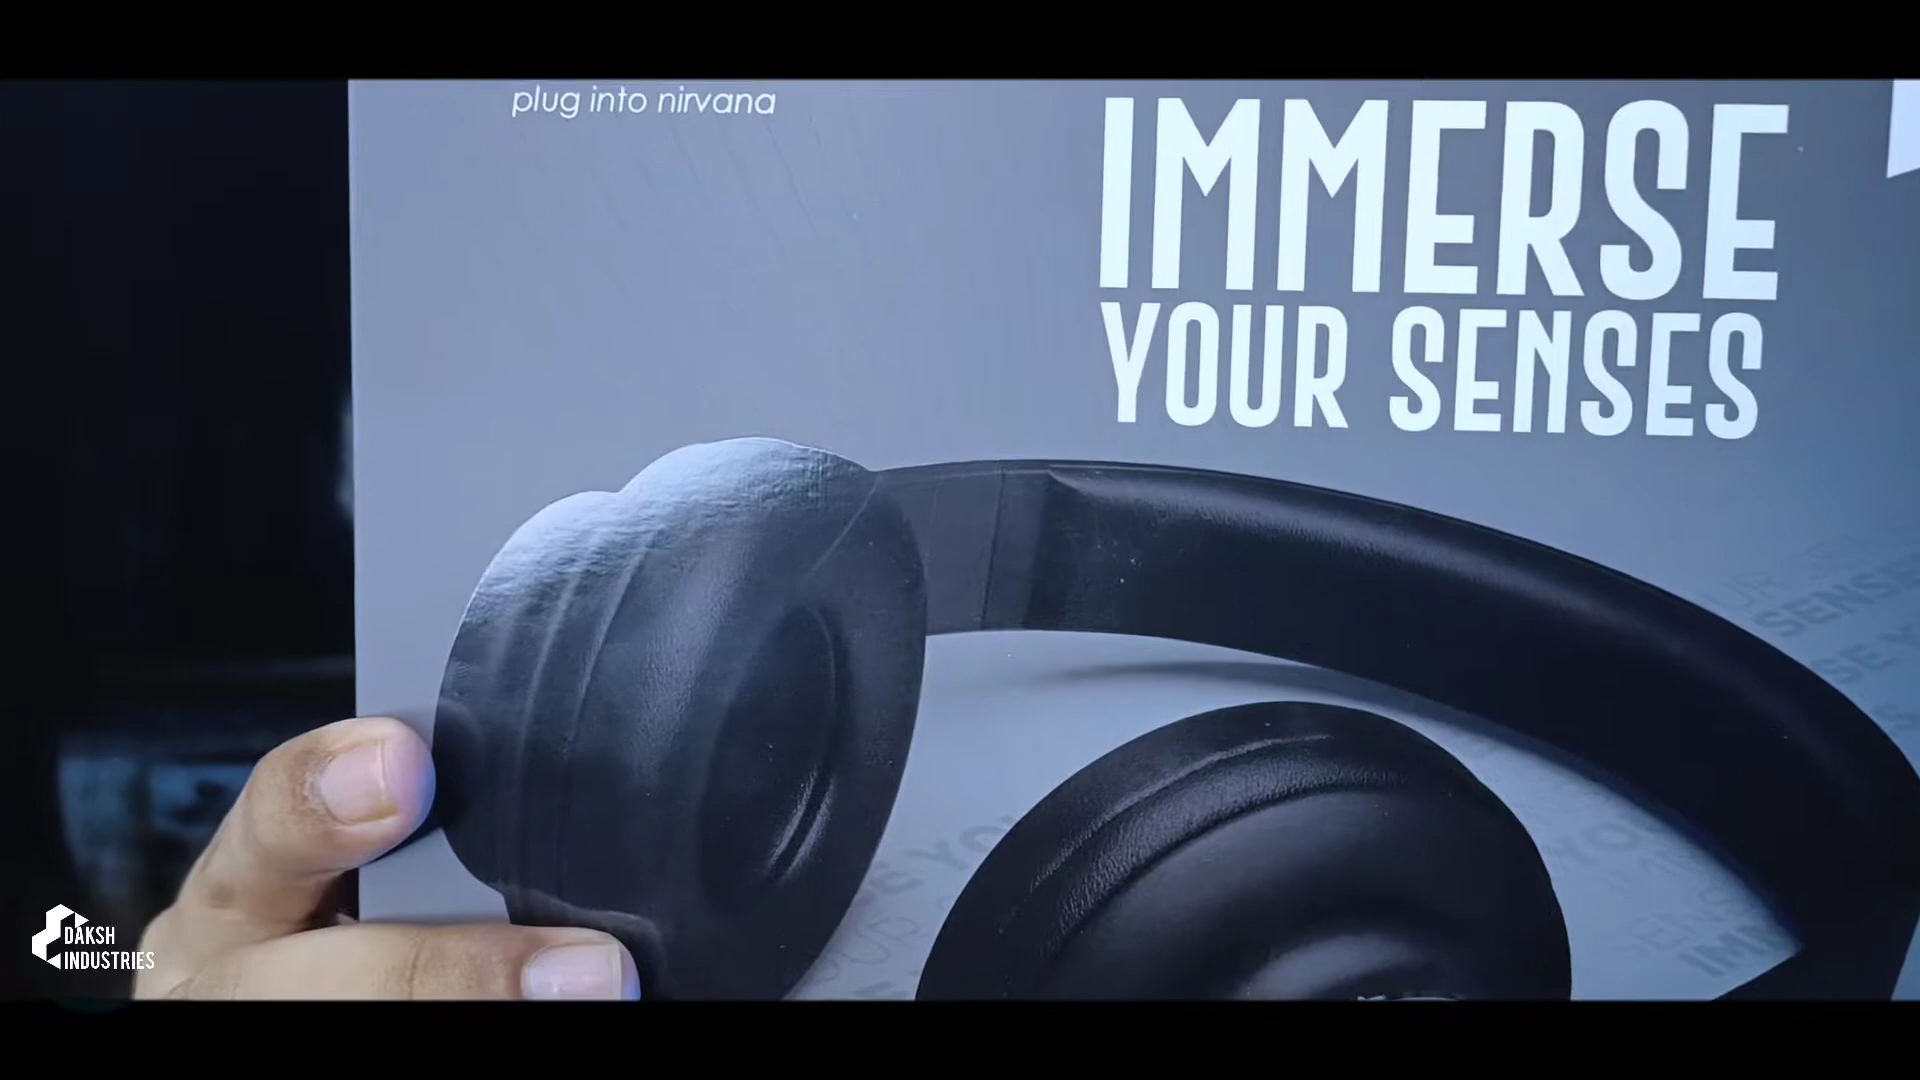 plug into nirvana
IMMERSE
YOUR SENSES
DAKSH
INDUSTRIES